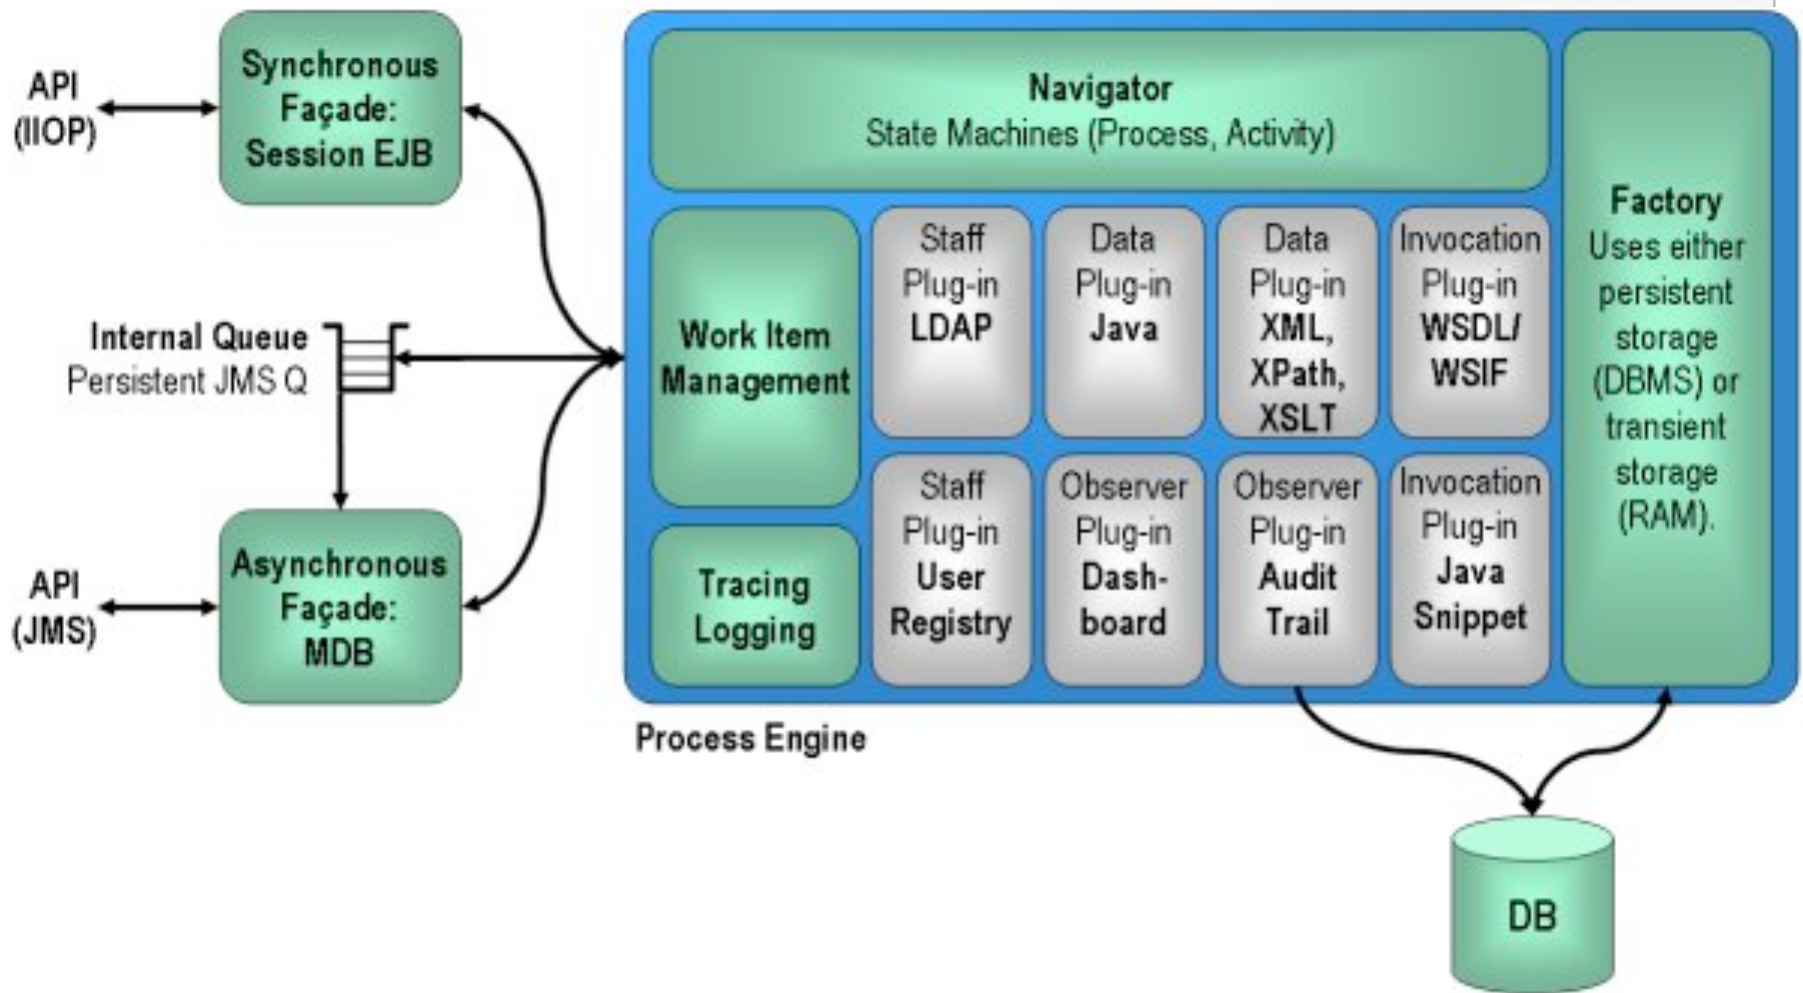 API
(IIOP)
Synchronous
Façade:
Session EJB
Internal Queue
Persistent JMS Q
API
(JMS)
Asynchronous
Façade:
MDB
Navigator
State Machines (Process, Activity)
Work Item
Management
Tracing
Logging
Staff
Plug-in
LDAP
Data
Plug-in
Java
Data
Plug-in
XML,
XPath,
XSLT
Invocation
Plug-in
WSDL/
WSIF
Staff
Plug-in
User
Registry
Observer
Plug-in
Dash-
board
Observer
Plug-in
Audit
Trail
Invocation
Plug-in
Java
Snippet
Factory
Uses either
persistent
storage
(DBMS) or
transient
storage
(RAM).
Process Engine
DB